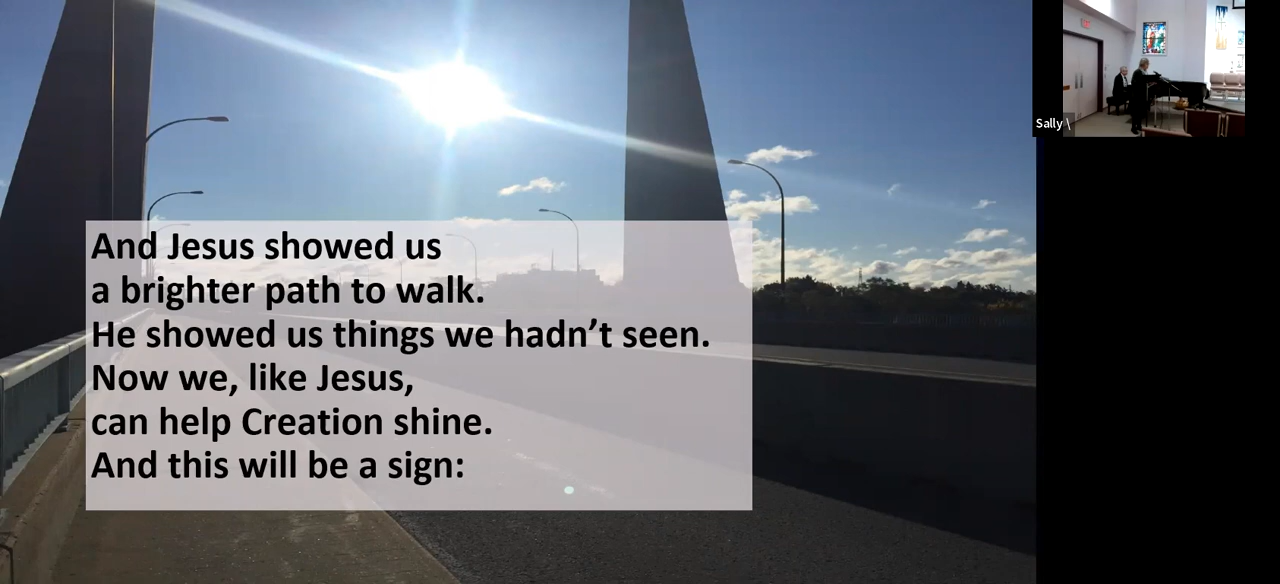 And Jesus showed us
a brighter path to walk.
He showed us things we hadn’t seen.
Now we, like Jesus,
can help Creation shine.
And this will be a sign:
Sally \